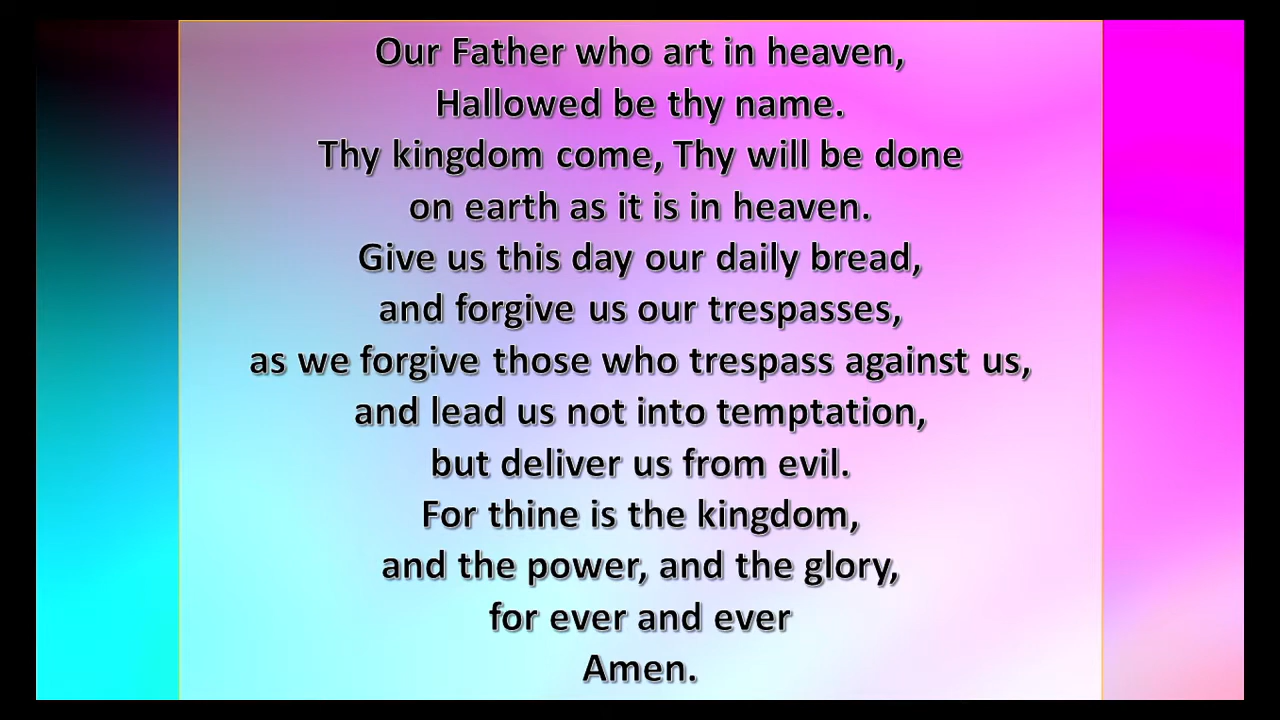 Our Father who art in heaven,
Hallowed be thy name.
Thy kingdom come, Thy will be done
on earth as it is in heaven.
Give us this day our daily bread,
and forgive us our trespasses,
as we forgive those who trespass against us,
and lead us not into temptation,
but deliver us from evil.
For thine is the kingdom,
and the power, and the glory,
for ever and ever
Amen.